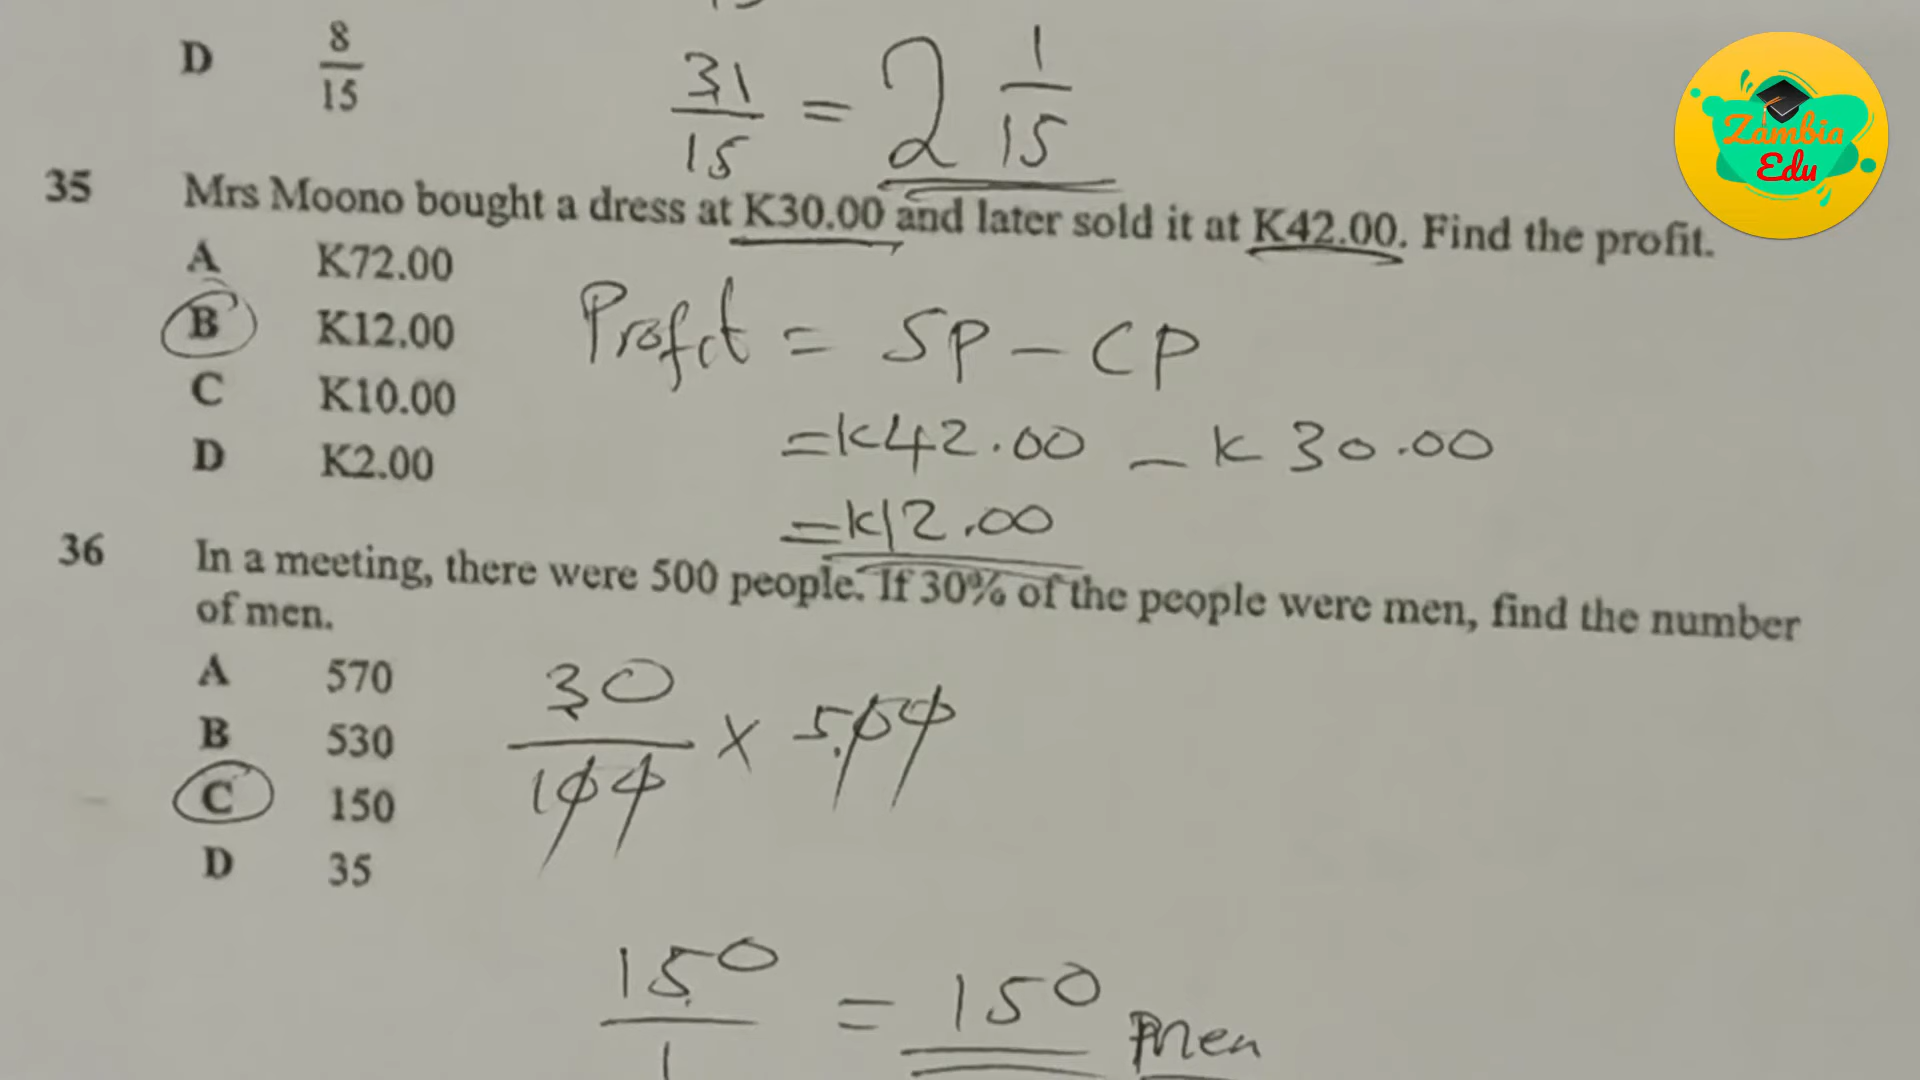 D 8/15
31/15 = 2 1/15
Zambia
Edu
35 Mrs Moono bought a dress at K30.00 and later sold it at K42.00. Find the profit.
A K72.00
B K12.00
Profit = SP - CP
C K10.00
= K42.00 - K30.00
D K2.00
= K12.00
36 In a meeting, there were 500 people. If 30% of the people were men, find the number
of men.
A 570
B 530
30/100 × 500
C 150
D 35
150/1 = 150 men